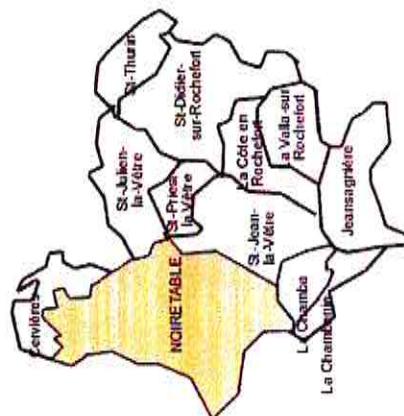 Cervières
NOIRETABLE
St-Julien-
la-Vêtre
St-Thurin
St-Priest
la Vêtre
St-Didier-
sur-Rochefort
St-Jean-
la-Vêtre
La Côte en
Rochefort
La Valla-sur
Rochefort
La Chamba
La Chambonie
Jeansagnière